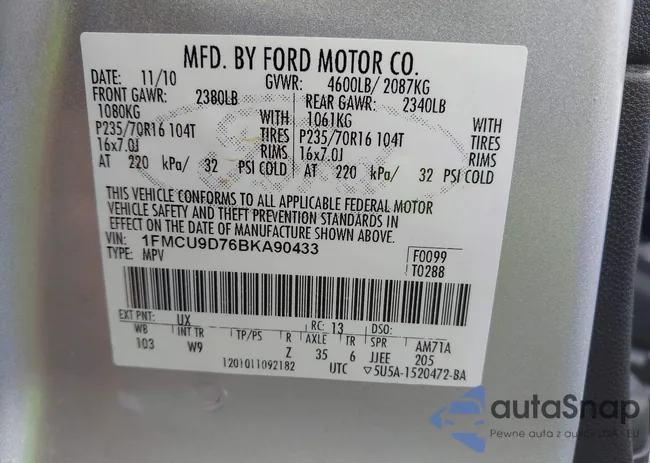 MFD. BY FORD MOTOR CO.
DATE: 11/10 GVWR: 4600LB/ 2087KG
FRONT GAWR: 2380LB REAR GAWR: 2340LB
1080KG WITH 1061KG WITH
P235/70R16 104T TIRES P235/70R16 104T TIRES
16x7.0J RIMS 16x7.0J RIMS
AT 220 kPa/ 32 PSI COLD AT 220 kPa/ 32 PSI COLD
THIS VEHICLE CONFORMS TO ALL APPLICABLE FEDERAL MOTOR
VEHICLE SAFETY AND THEFT PREVENTION STANDARDS IN
EFFECT ON THE DATE OF MANUFACTURE SHOWN ABOVE.
VIN: 1FMCU9D76BKA90433 F0099
TYPE: MPV T0288
EXT PNT: UX RC: 13 DSO:
WB INT TR TP/PS R AXLE TR SPR AM71A
103 W9 Z 35 6 JJEE 205
1201011092182 UTC ▽5U5A-1520472-BA
autaSnap